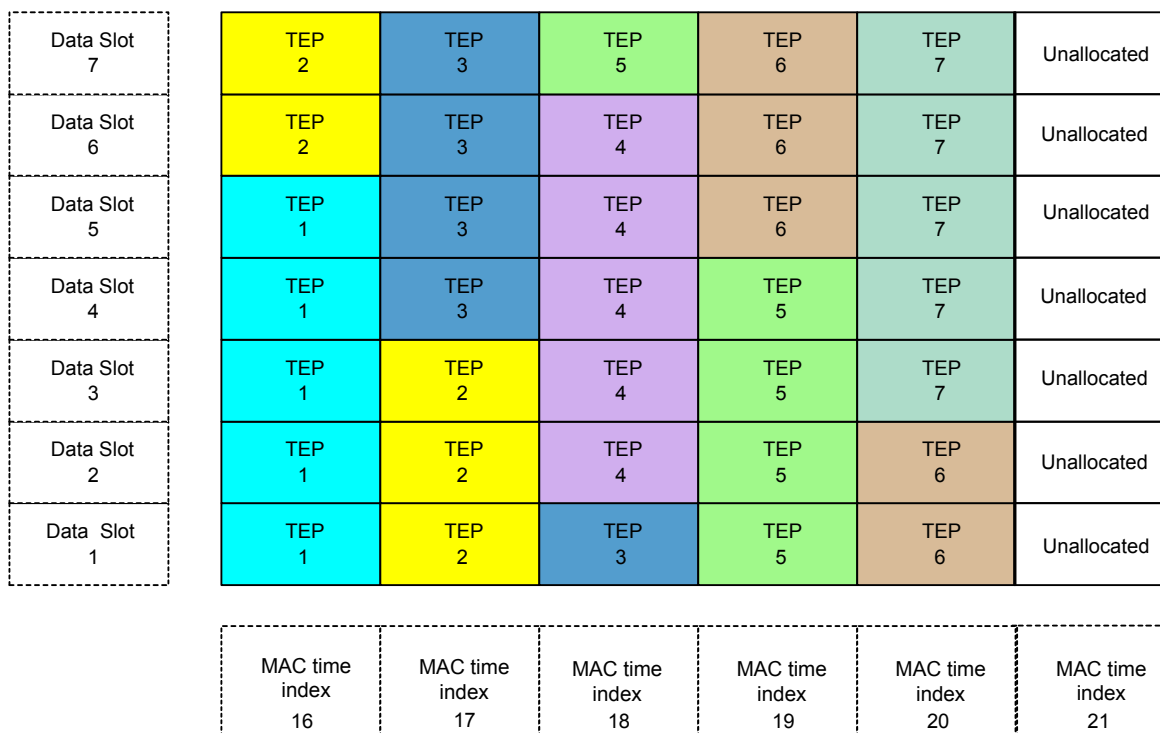 Data Slot
7
TEP
2
TEP
3
TEP
5
TEP
6
TEP
7
Unallocated
Data Slot
6
TEP
2
TEP
3
TEP
4
TEP
6
TEP
7
Unallocated
Data Slot
5
TEP
1
TEP
3
TEP
4
TEP
6
TEP
7
Unallocated
Data Slot
4
TEP
1
TEP
3
TEP
4
TEP
5
TEP
7
Unallocated
Data Slot
3
TEP
1
TEP
2
TEP
4
TEP
5
TEP
7
Unallocated
Data Slot
2
TEP
1
TEP
2
TEP
4
TEP
5
TEP
6
Unallocated
Data Slot
1
TEP
1
TEP
2
TEP
3
TEP
5
TEP
6
Unallocated
MAC time
index
16
MAC time
index
17
MAC time
index
18
MAC time
index
19
MAC time
index
20
MAC time
index
21